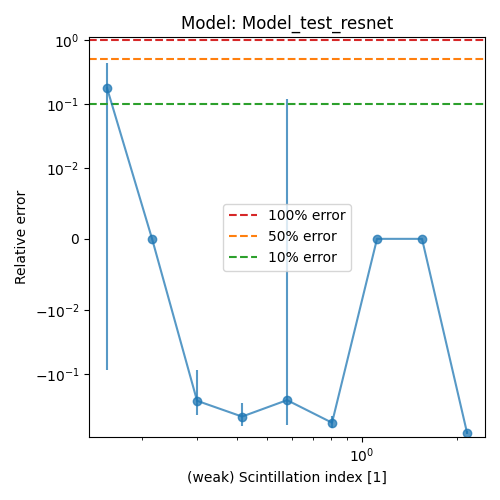 Model: Model_test_resnet
Relative error
10⁰
10⁻¹
10⁻²
0
−10⁻²
−10⁻¹
100% error
50% error
10% error
10⁰
(weak) Scintillation index [1]